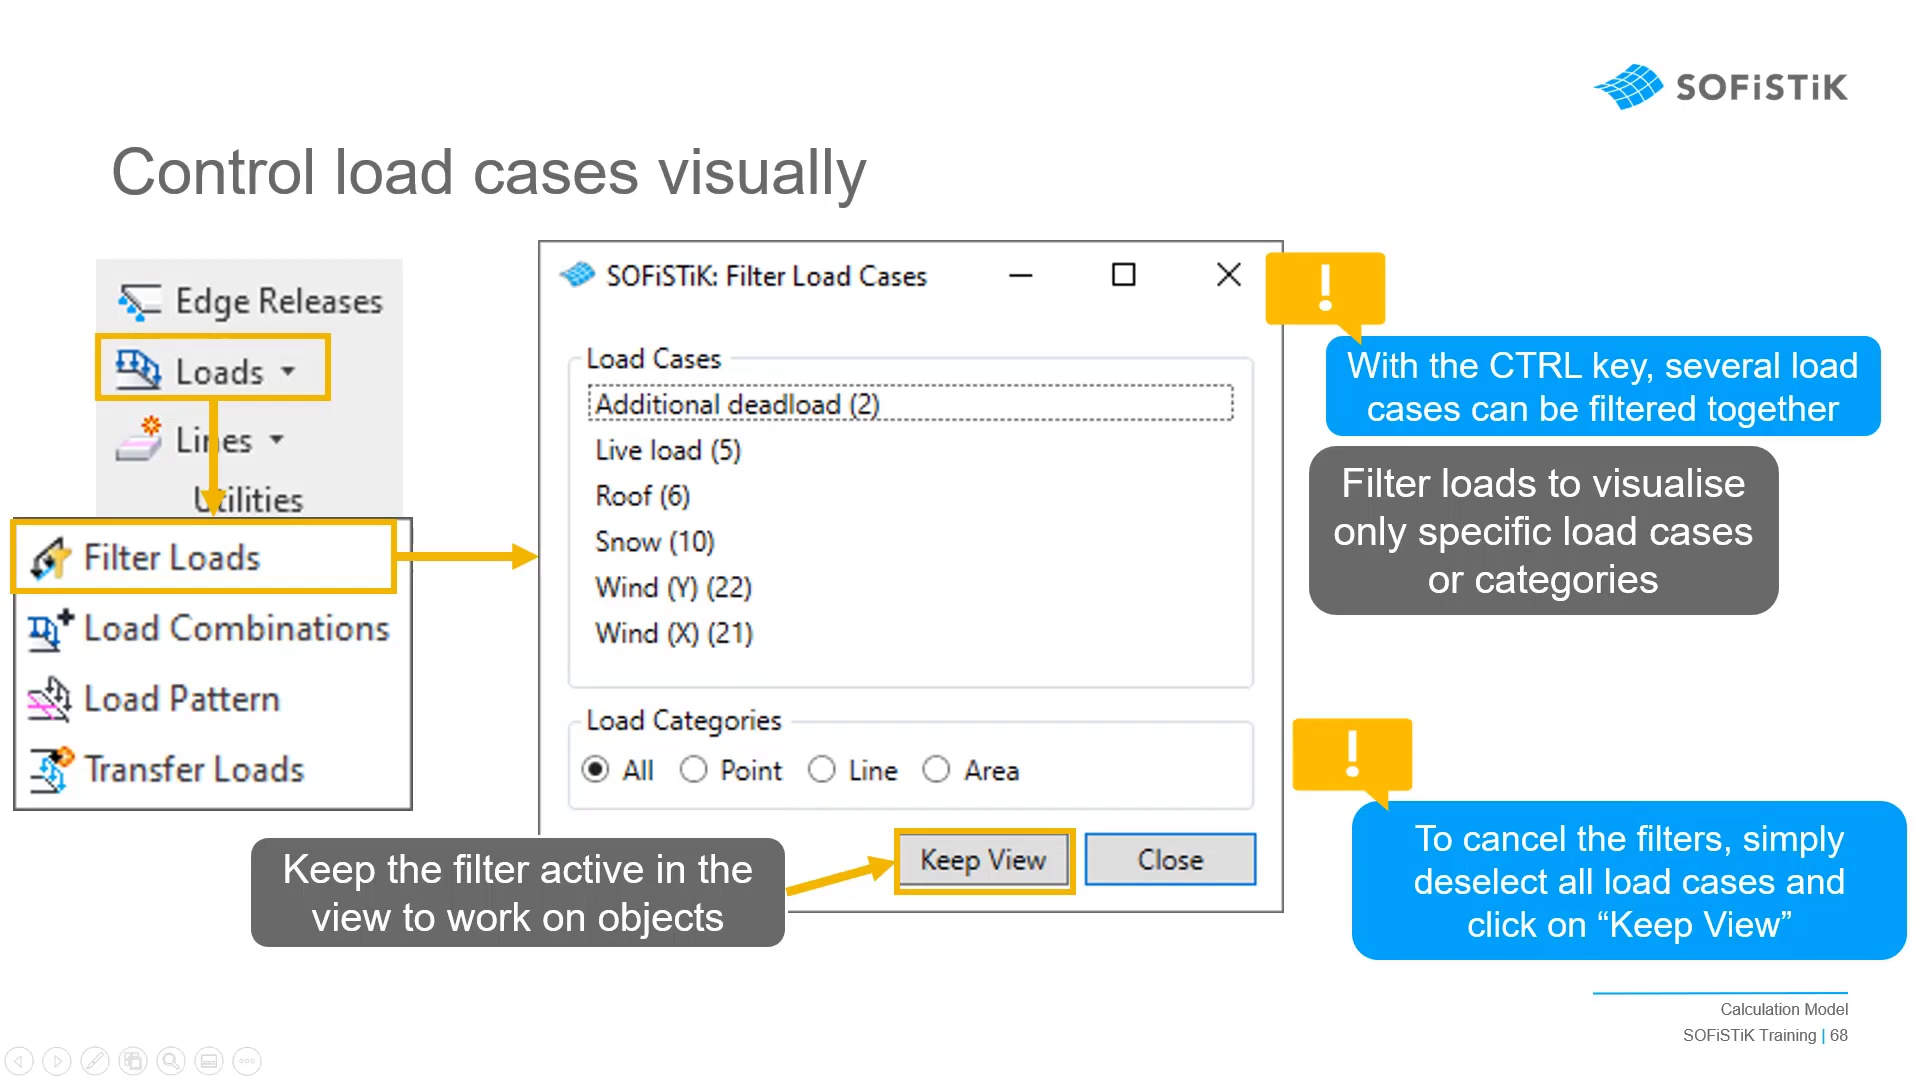 SOFiSTiK
Control load cases visually
Edge Releases
Loads
Lines
Utilities
Filter Loads
Load Combinations
Load Pattern
Transfer Loads
SOFiSTiK: Filter Load Cases
Load Cases
Additional deadload (2)
Live load (5)
Roof (6)
Snow (10)
Wind (Y) (22)
Wind (X) (21)
Load Categories
All Point Line Area
Keep View Close
!
With the CTRL key, several load
cases can be filtered together
Filter loads to visualise
only specific load cases
or categories
!
To cancel the filters, simply
deselect all load cases and
click on “Keep View”
Keep the filter active in the
view to work on objects
Calculation Model
SOFiSTiK Training | 68